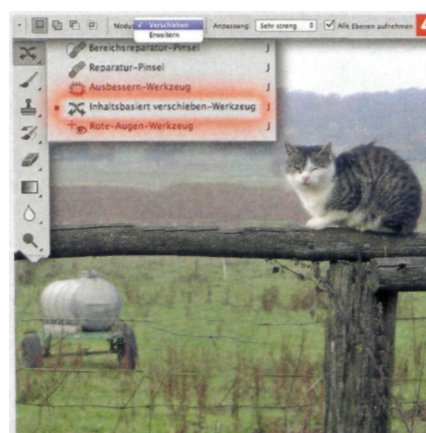 Modus: ✓ Verschieben
Erweitern
Anpassung: Sehr streng
✓ Alle Ebenen aufnehmen
4
Bereichsreparatur-Pinsel J
Reparatur-Pinsel J
Ausbessern-Werkzeug J
Inhaltsbasiert verschieben-Werkzeug J
Rote-Augen-Werkzeug J